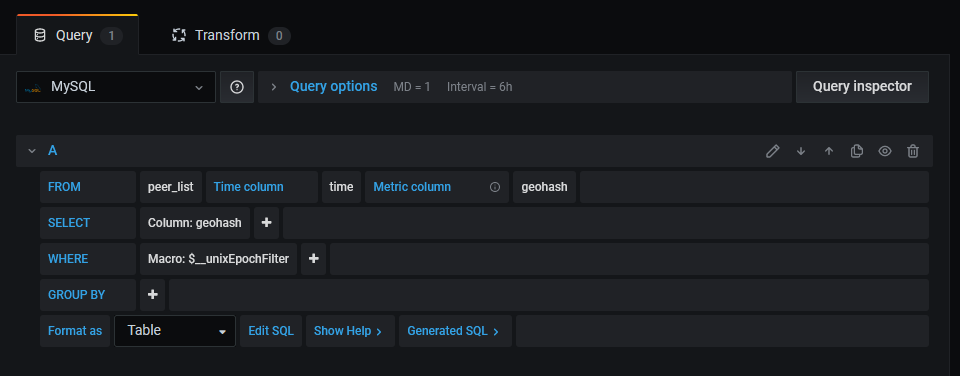 Query 1 Transform 0
MySQL MySQL Query options MD = 1 Interval = 6h Query inspector
A
FROM peer_list Time column time Metric column geohash
SELECT Column: geohash +
WHERE Macro: $__unixEpochFilter +
GROUP BY +
Format as Table Edit SQL Show Help > Generated SQL >